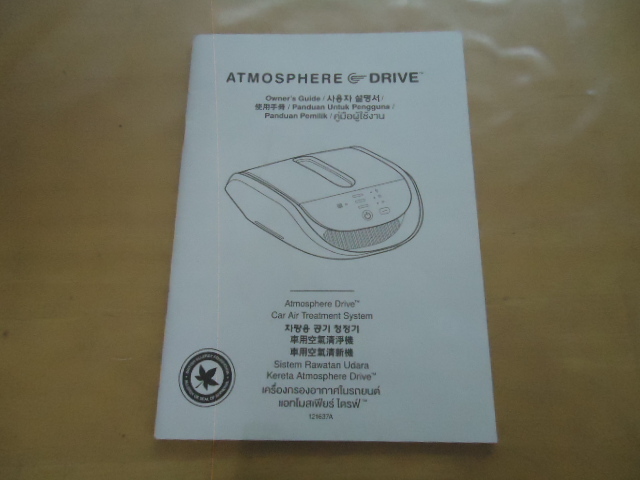 ATMOSPHERE DRIVE™
Owner's Guide / 사용자 설명서 /
使用手冊 / Panduan Untuk Pengguna /
Panduan Pemilik / คู่มือผู้ใช้งาน
Atmosphere Drive™
Car Air Treatment System
차량용 공기 청정기
車用空氣清淨機
車用空氣清新機
Sistem Rawatan Udara
Kereta Atmosphere Drive™
เครื่องกรองอากาศในรถยนต์
แอทโมสเฟียร์ ไดรฟ์™
121637A